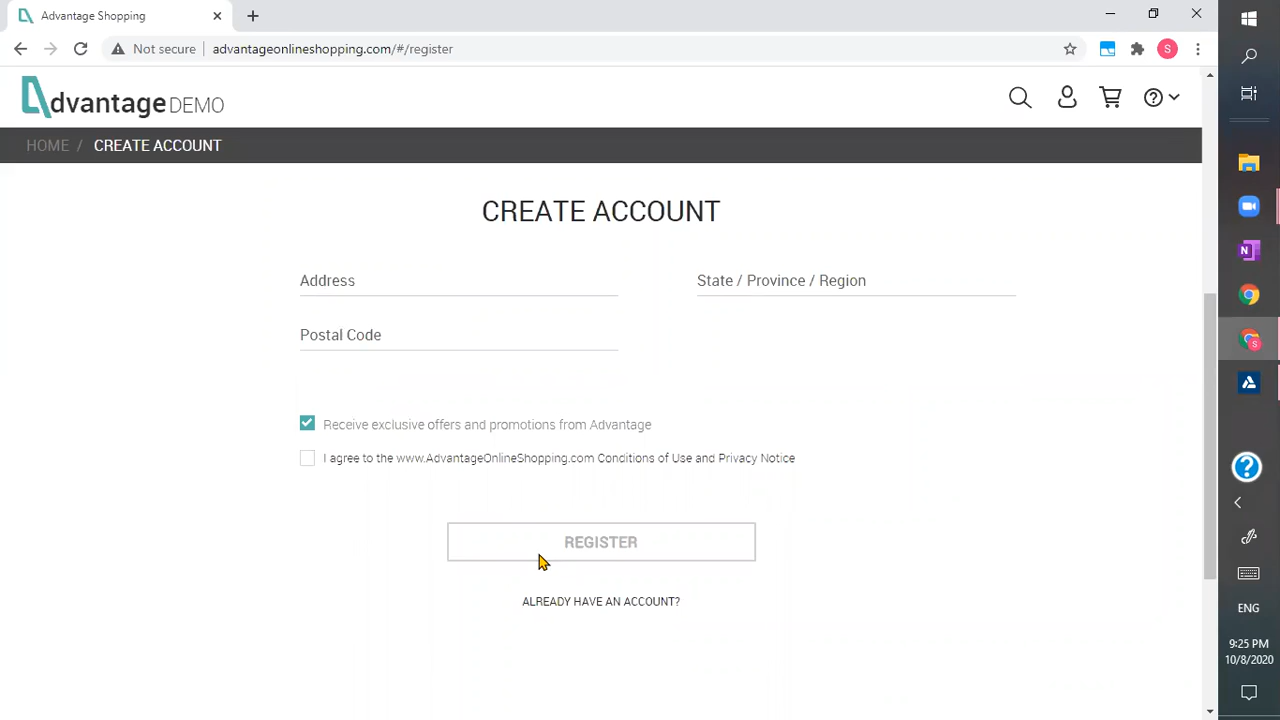 Advantage Shopping
Not secure
advantageonlineshopping.com/#/register
S
dvantage DEMO
HOME / CREATE ACCOUNT
CREATE ACCOUNT
Address
State / Province / Region
Postal Code
Receive exclusive offers and promotions from Advantage
I agree to the www.AdvantageOnlineShopping.com Conditions of Use and Privacy Notice
REGISTER
ALREADY HAVE AN ACCOUNT?
N
S
ENG
9:25 PM
10/8/2020